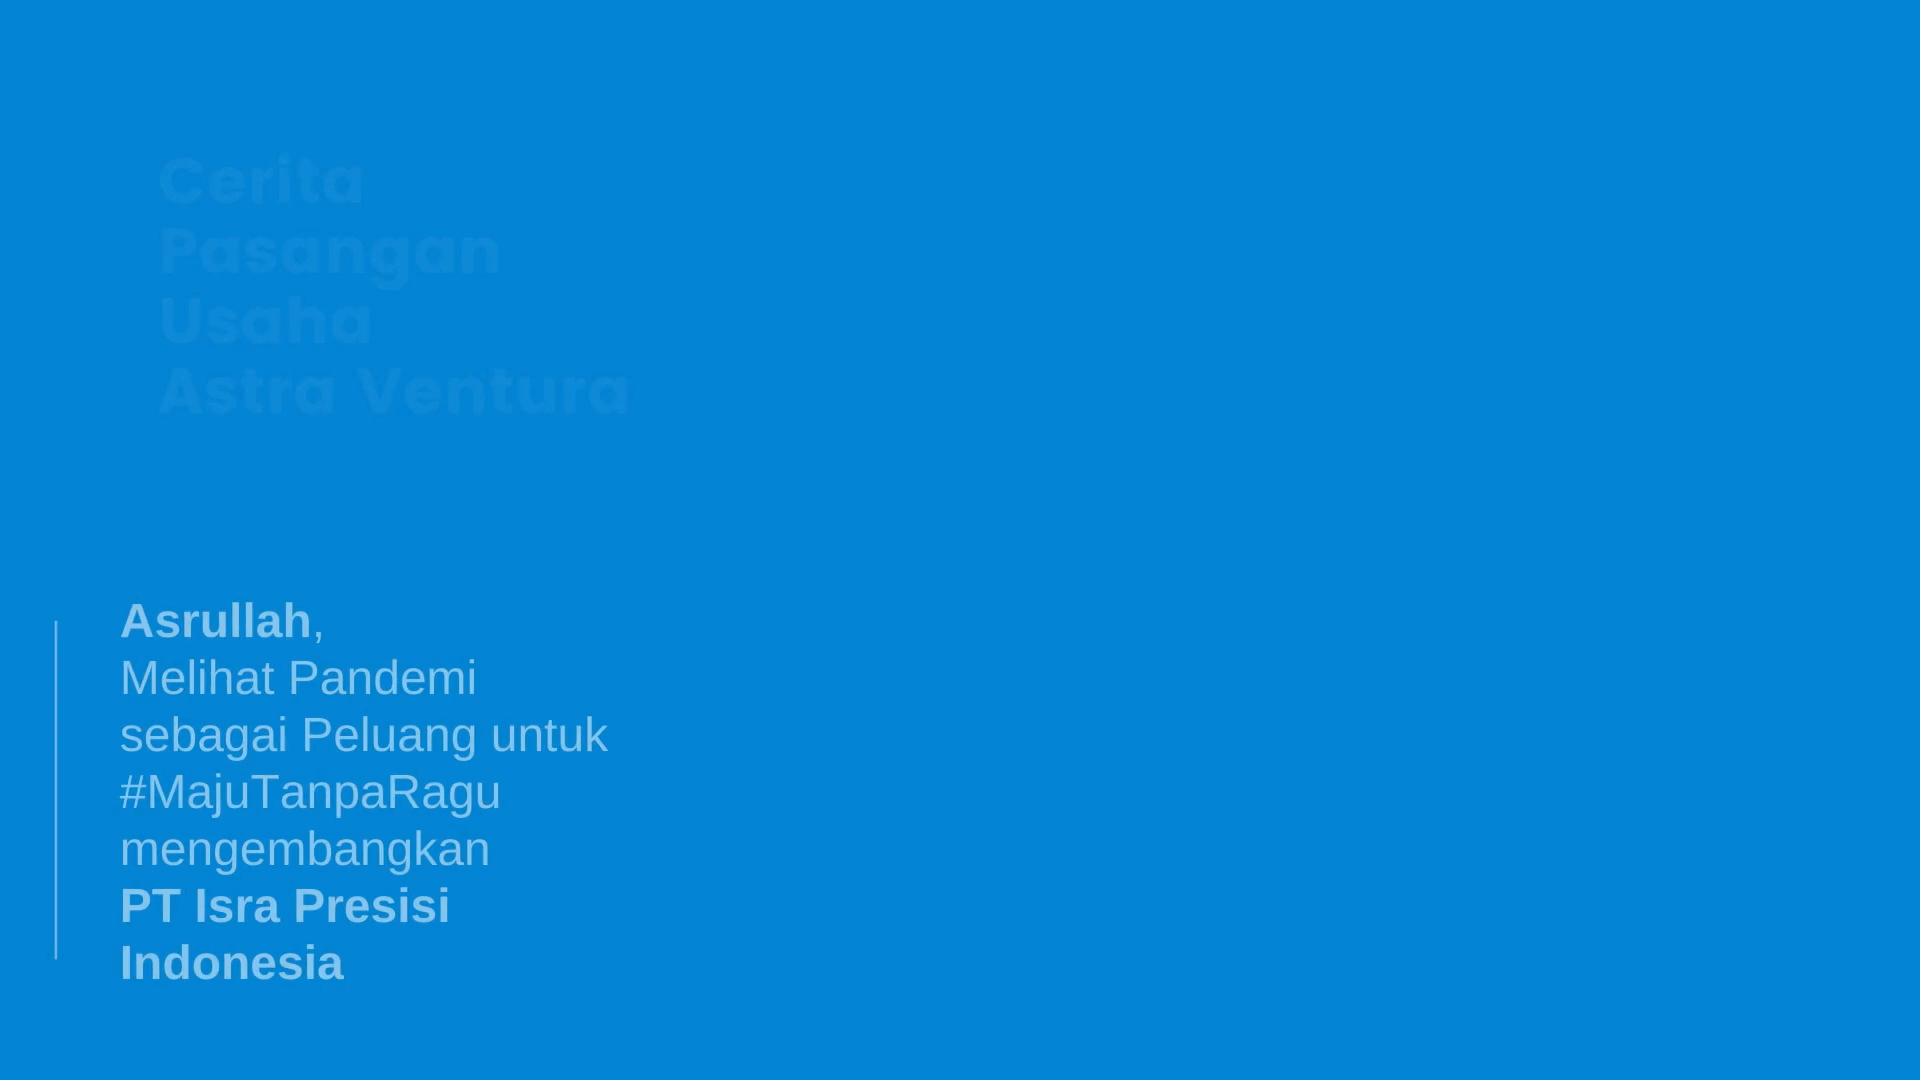 Cerita
Pasangan
Usaha
Astra Ventura
Asrullah,
Melihat Pandemi
sebagai Peluang untuk
#MajuTanpaRagu
mengembangkan
PT Isra Presisi
Indonesia